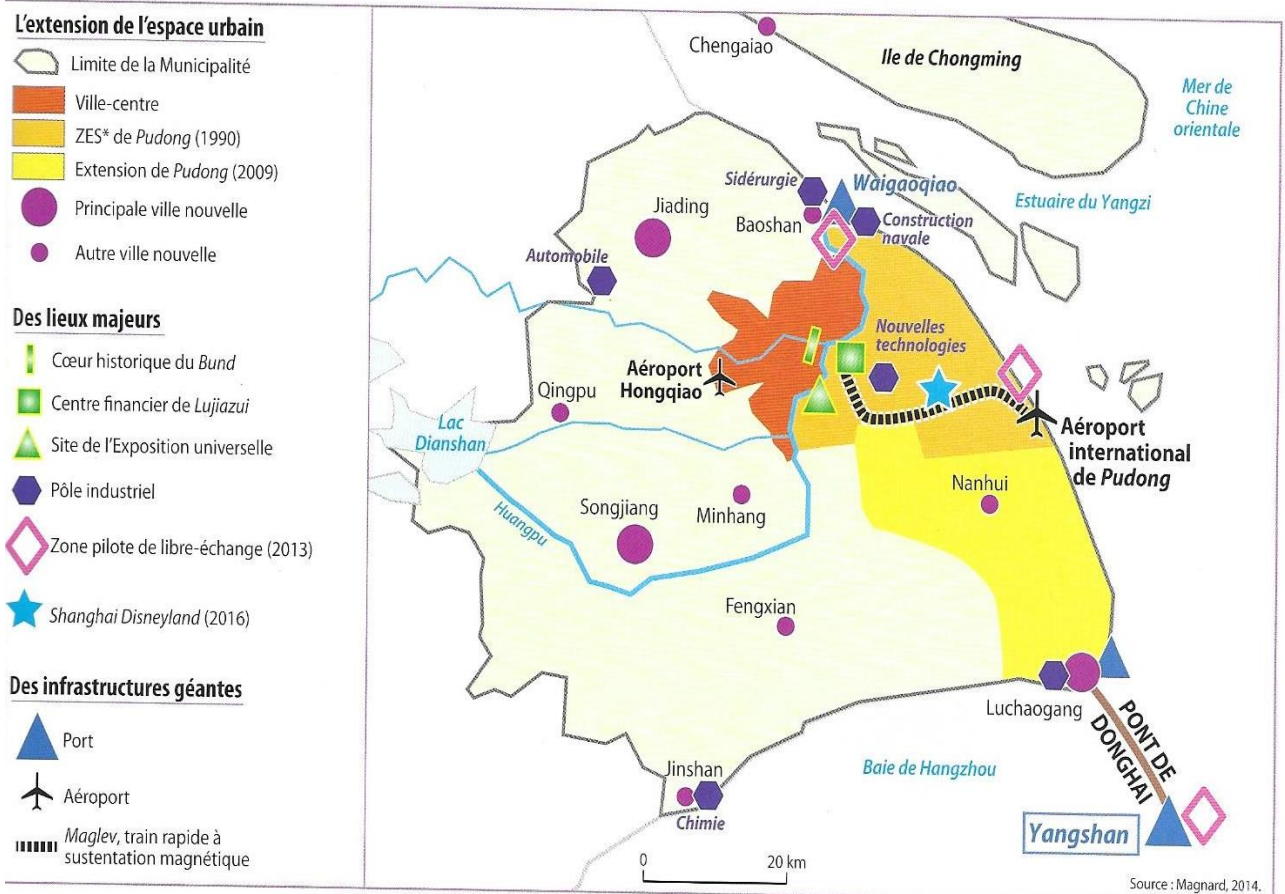 L'extension de l'espace urbain
Limite de la Municipalité
Ville-centre
ZES* de Pudong (1990)
Extension de Pudong (2009)
Principale ville nouvelle
Autre ville nouvelle
Des lieux majeurs
Cœur historique du Bund
Centre financier de Lujiazui
Site de l'Exposition universelle
Pôle industriel
Zone pilote de libre-échange (2013)
Shanghai Disneyland (2016)
Des infrastructures géantes
Port
Aéroport
Maglev, train rapide à
sustentation magnétique
Chengaiao
Ile de Chongming
Mer de
Chine
orientale
Sidérurgie
Waigaoqiao
Estuaire du Yangzi
Jiading
Baoshan
Construction
navale
Automobile
Nouvelles
technologies
Aéroport
Hongqiao
Qingpu
Lac
Dianshan
Aéroport
international
de Pudong
Nanhui
Songjiang
Minhang
Huangpu
Fengxian
Luchaogang
PONT DE
DONGHAI
Baie de Hangzhou
Jinshan
Chimie
Yangshan
0 20 km
Source : Magnard, 2014.